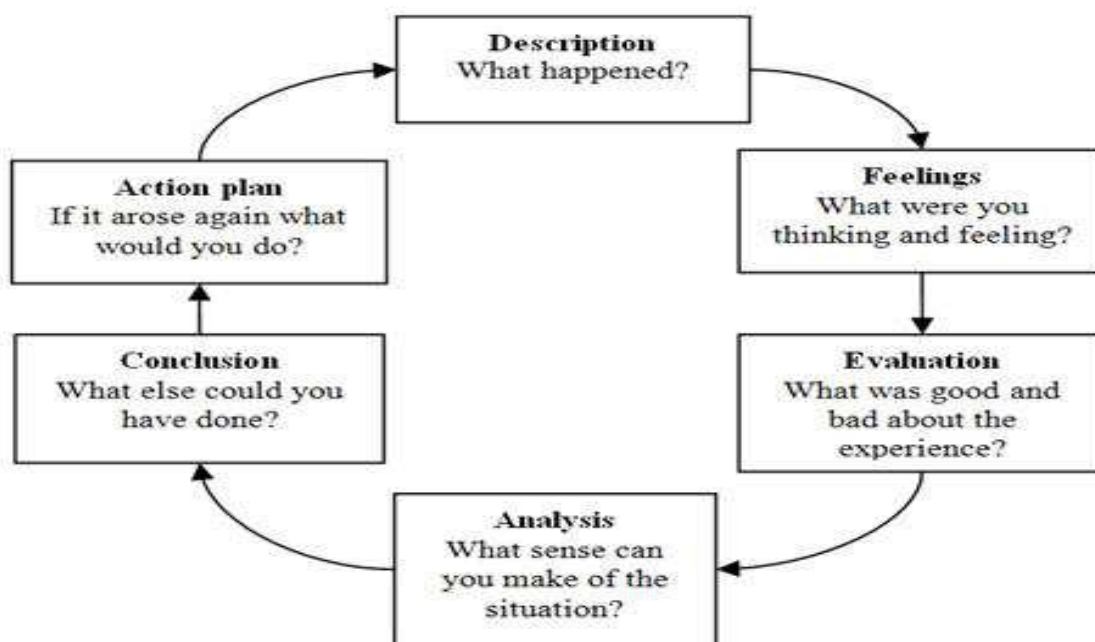 Description
What happened?
Feelings
What were you
thinking and feeling?
Evaluation
What was good and
bad about the
experience?
Analysis
What sense can
you make of the
situation?
Conclusion
What else could you
have done?
Action plan
If it arose again what
would you do?